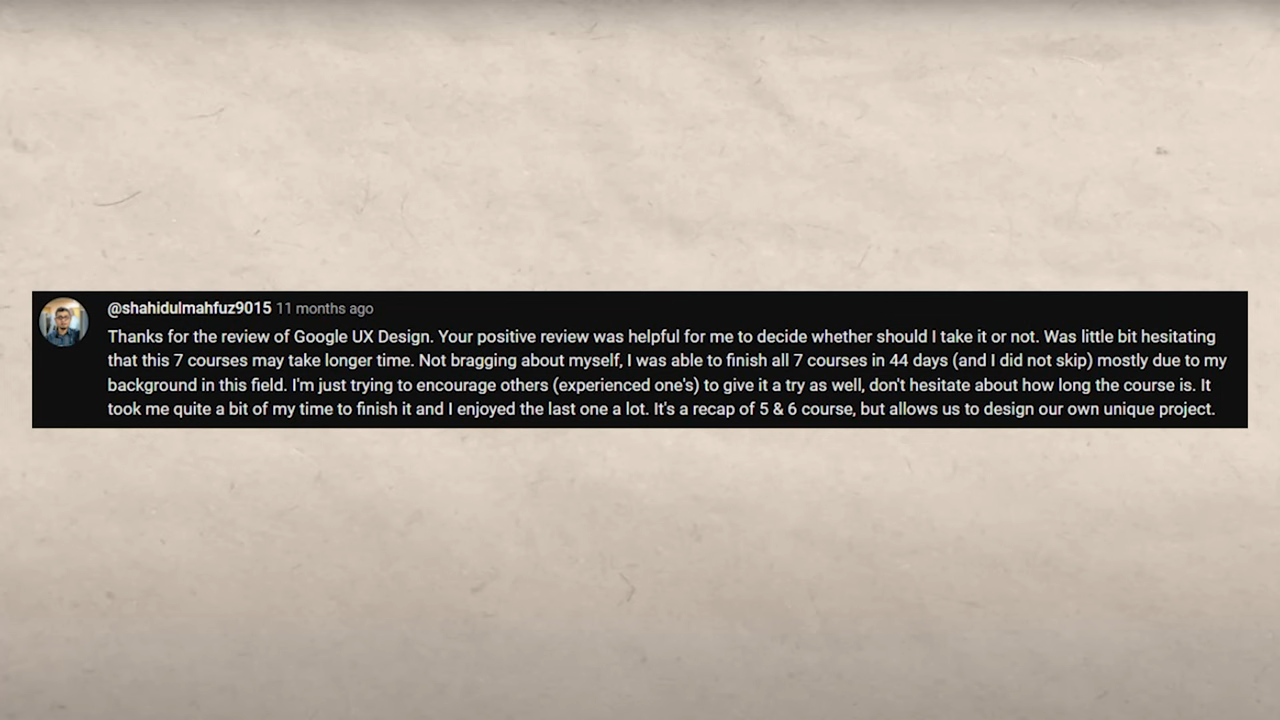 @shahidulmahfuz9015 11 months ago
Thanks for the review of Google UX Design. Your positive review was helpful for me to decide whether should I take it or not. Was little bit hesitating
that this 7 courses may take longer time. Not bragging about myself, I was able to finish all 7 courses in 44 days (and I did not skip) mostly due to my
background in this field. I'm just trying to encourage others (experienced one's) to give it a try as well, don't hesitate about how long the course is. It
took me quite a bit of my time to finish it and I enjoyed the last one a lot. It's a recap of 5 & 6 course, but allows us to design our own unique project.